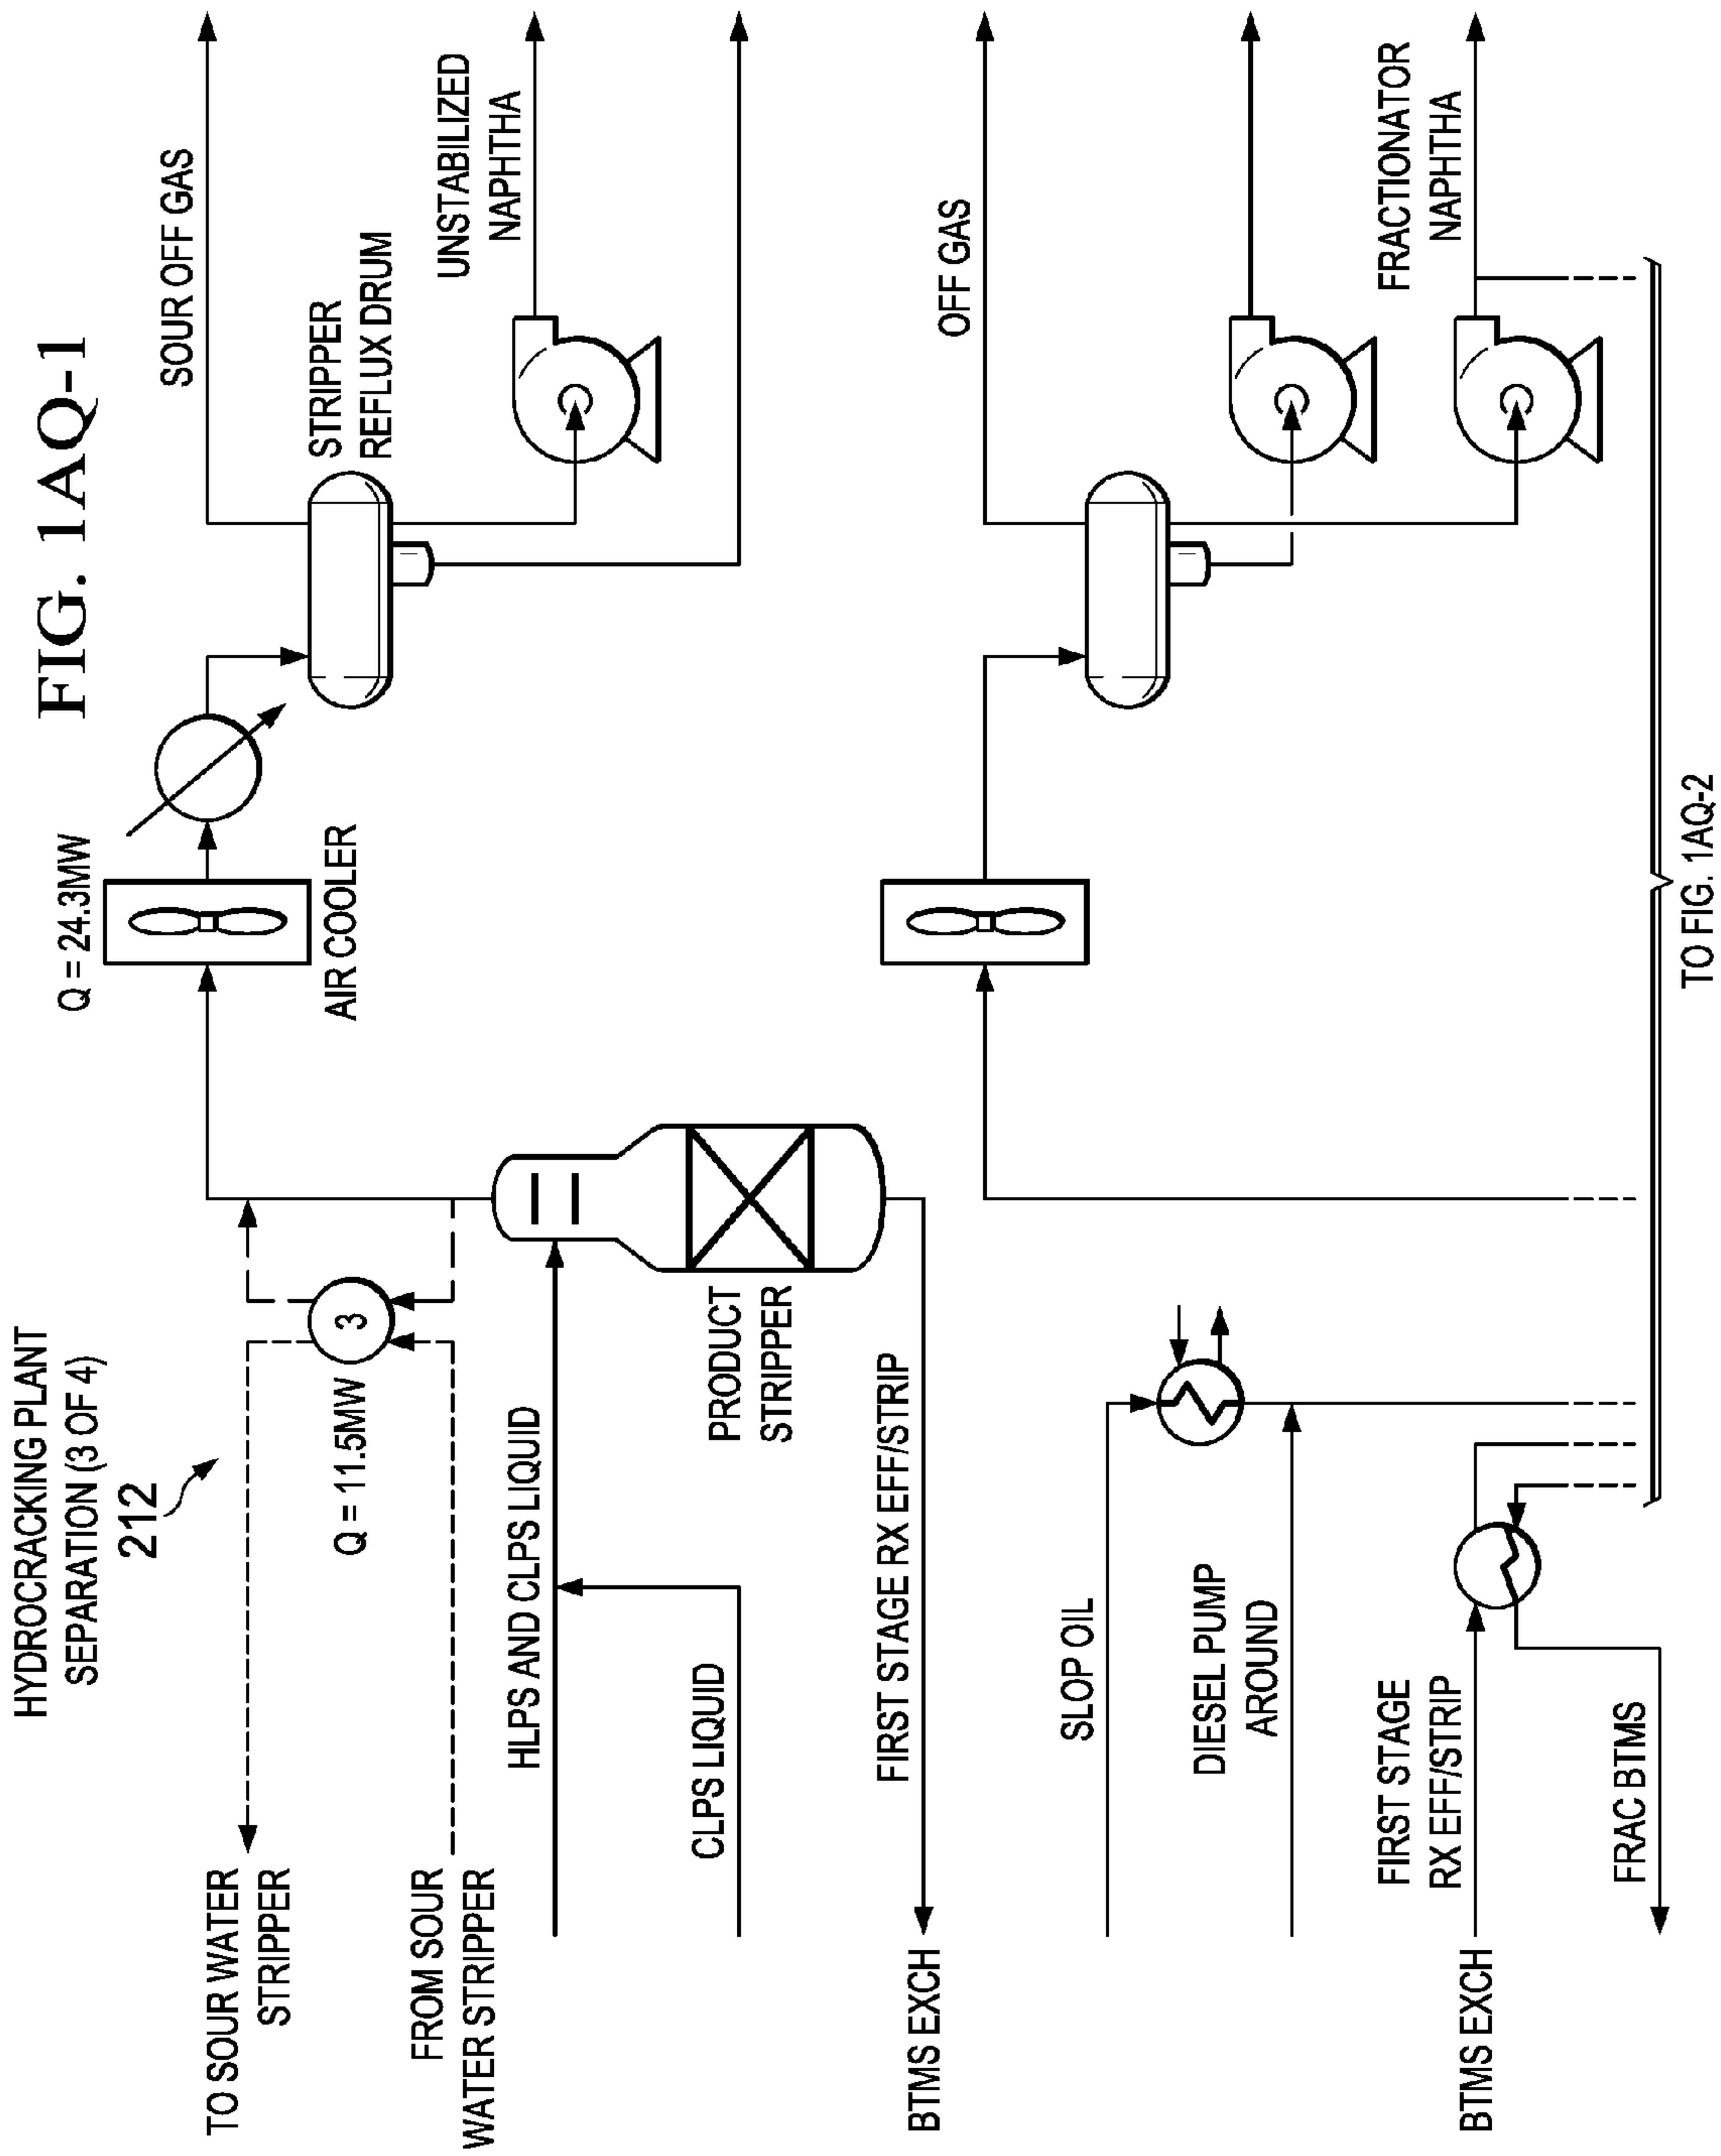 FIG. 1AQ-1
HYDROCRACKING PLANT
SEPARATION (3 OF 4)
212
Q = 24.3MW
AIR COOLER
SOUR OFF GAS
STRIPPER
REFLUX DRUM
UNSTABILIZED
NAPHTHA
TO SOUR WATER
STRIPPER
Q = 11.5MW
3
FROM SOUR
WATER STRIPPER
HLPS AND CLPS LIQUID
CLPS LIQUID
PRODUCT
STRIPPER
FIRST STAGE RX EFF/STRIP
BTMS EXCH
OFF GAS
SLOP OIL
DIESEL PUMP
AROUND
FRACTIONATOR
NAPHTHA
FIRST STAGE
RX EFF/STRIP
BTMS EXCH
FRAC BTMS
TO FIG. 1AQ-2